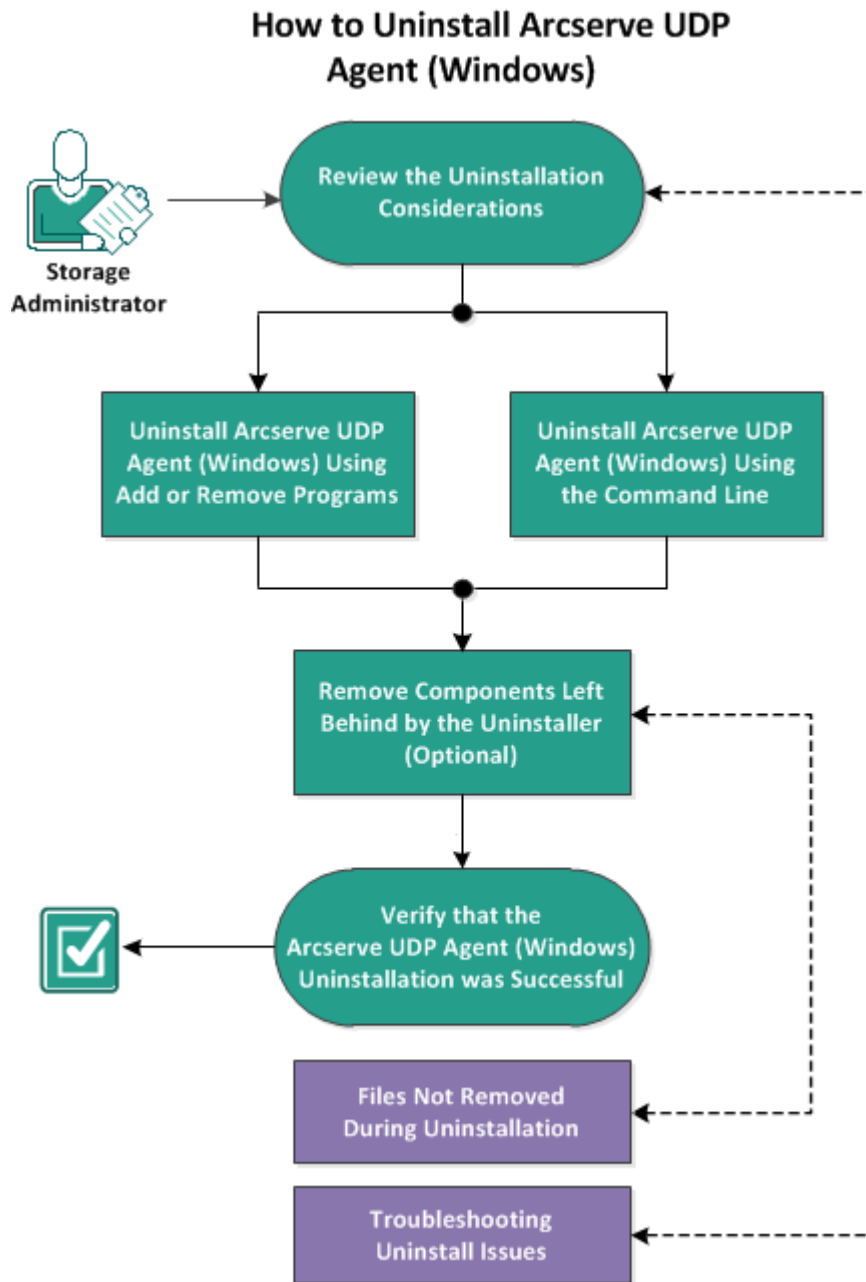 How to Uninstall Arcserve UDP
Agent (Windows)
Review the Uninstallation
Considerations
Storage
Administrator
Uninstall Arcserve UDP
Agent (Windows) Using
Add or Remove Programs
Uninstall Arcserve UDP
Agent (Windows) Using
the Command Line
Remove Components Left
Behind by the Uninstaller
(Optional)
Verify that the
Arcserve UDP Agent (Windows)
Uninstallation was Successful
Files Not Removed
During Uninstallation
Troubleshooting
Uninstall Issues